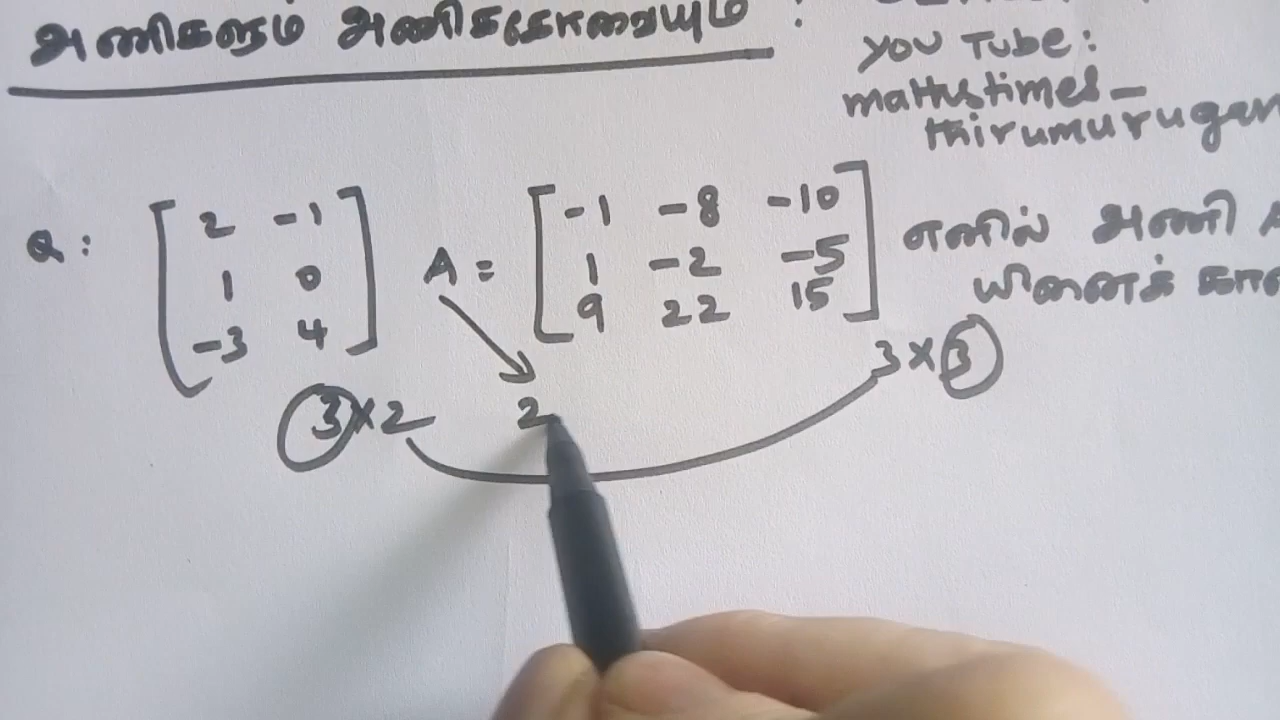 அணிகளும் அணிக்கோவையும் :
You Tube:
mathstimes-
thirumurugan
Q: [ 2 -1 ] A = [ -1 -8 -10 ] எனில் அணி A
[ 1 0 ] [ 1 -2 -5 ] யினைக்
[ -3 4 ] [ 9 22 15 ]
3×2 2 3×3